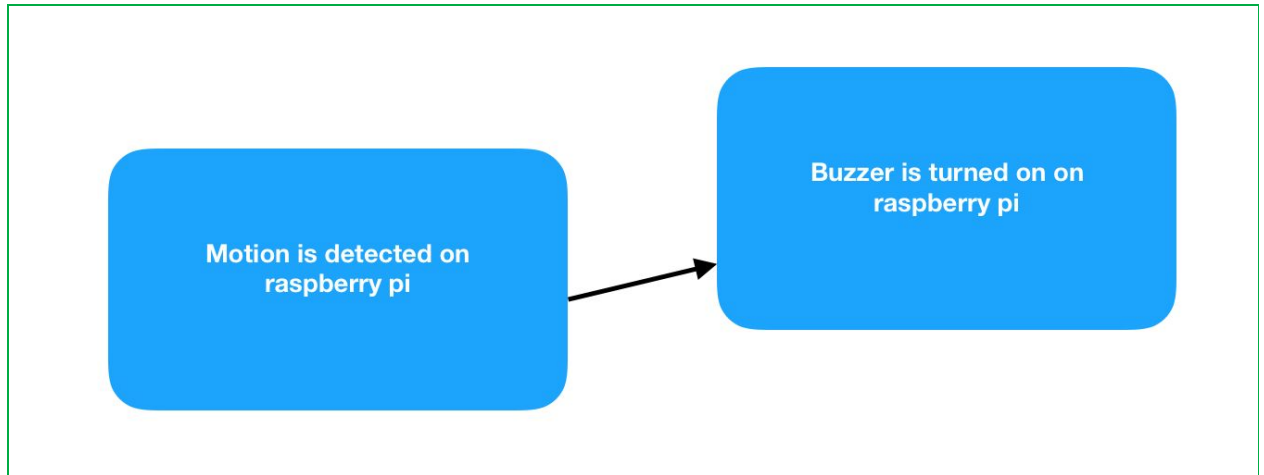 Motion is detected on
raspberry pi
Buzzer is turned on on
raspberry pi